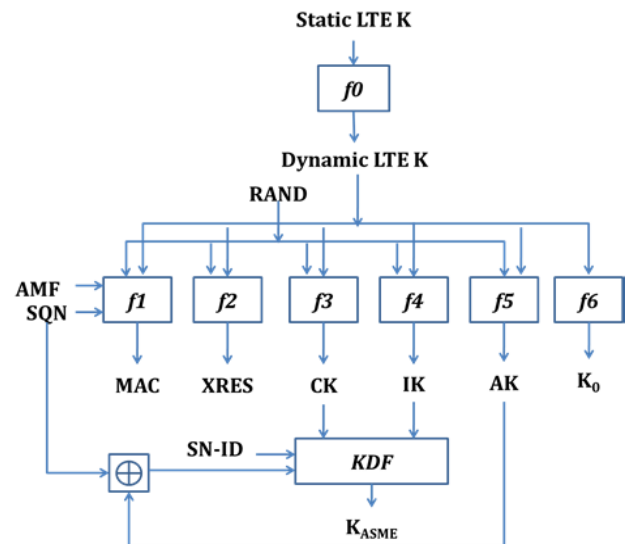 Static LTE K
f0
Dynamic LTE K
RAND
AMF
SQN
f1
f2
f3
f4
f5
f6
MAC
XRES
CK
IK
AK
K₀
SN-ID
KDF
K_ASME